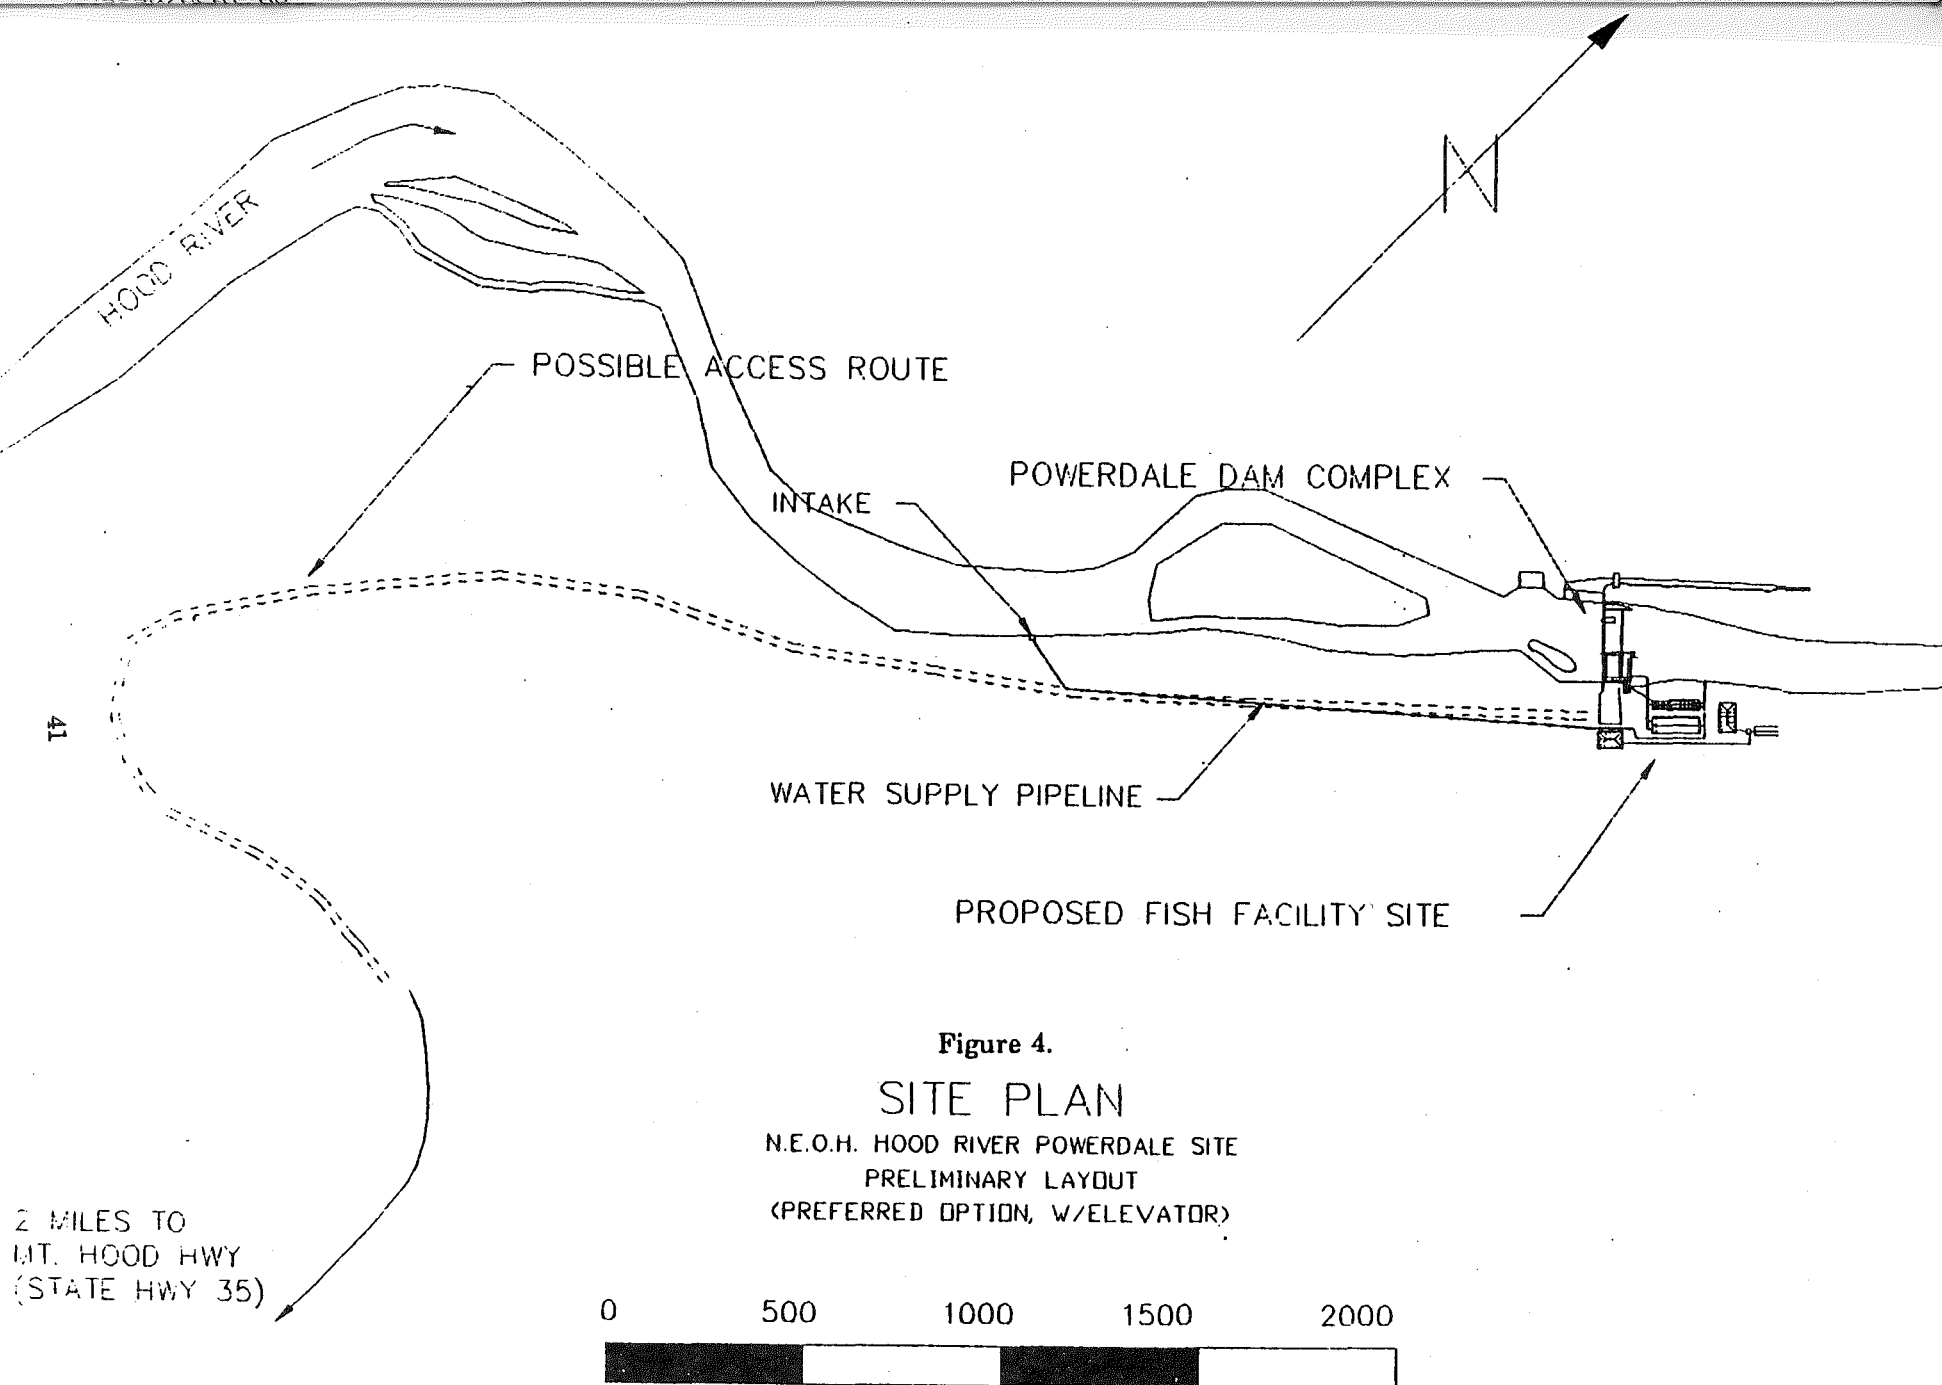 HOOD RIVER
N
POSSIBLE ACCESS ROUTE
POWERDALE DAM COMPLEX
INTAKE
41
WATER SUPPLY PIPELINE
PROPOSED FISH FACILITY SITE
Figure 4.
SITE PLAN
N.E.O.H. HOOD RIVER POWERDALE SITE
PRELIMINARY LAYOUT
(PREFERRED OPTION, W/ELEVATOR)
2 MILES TO
MT. HOOD HWY
(STATE HWY 35)
0 500 1000 1500 2000